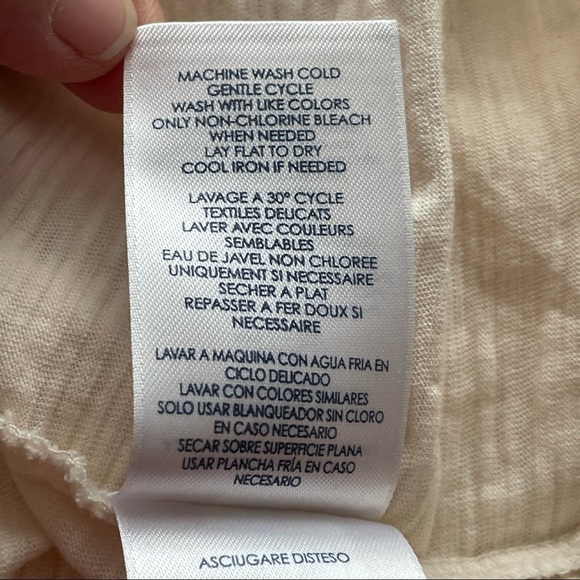 MACHINE WASH COLD
GENTLE CYCLE
WASH WITH LIKE COLORS
ONLY NON-CHLORINE BLEACH
WHEN NEEDED
LAY FLAT TO DRY
COOL IRON IF NEEDED
LAVAGE A 30° CYCLE
TEXTILES DELICATS
LAVER AVEC COULEURS
SEMBLABLES
EAU DE JAVEL NON CHLOREE
UNIQUEMENT SI NECESSAIRE
SECHER A PLAT
REPASSER A FER DOUX SI
NECESSAIRE
LAVAR A MAQUINA CON AGUA FRIA EN
CICLO DELICADO
LAVAR CON COLORES SIMILARES
SOLO USAR BLANQUEADOR SIN CLORO
EN CASO NECESARIO
SECAR SOBRE SUPERFICIE PLANA
USAR PLANCHA FRÍA EN CASO
NECESARIO
ASCIUGARE DISTESO